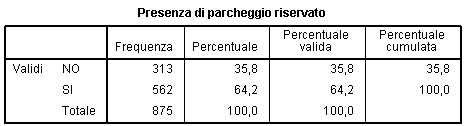 Presenza di parcheggio riservato
Frequenza Percentuale Percentuale valida Percentuale cumulata
Validi NO 313 35,8 35,8 35,8
SI 562 64,2 64,2 100,0
Totale 875 100,0 100,0